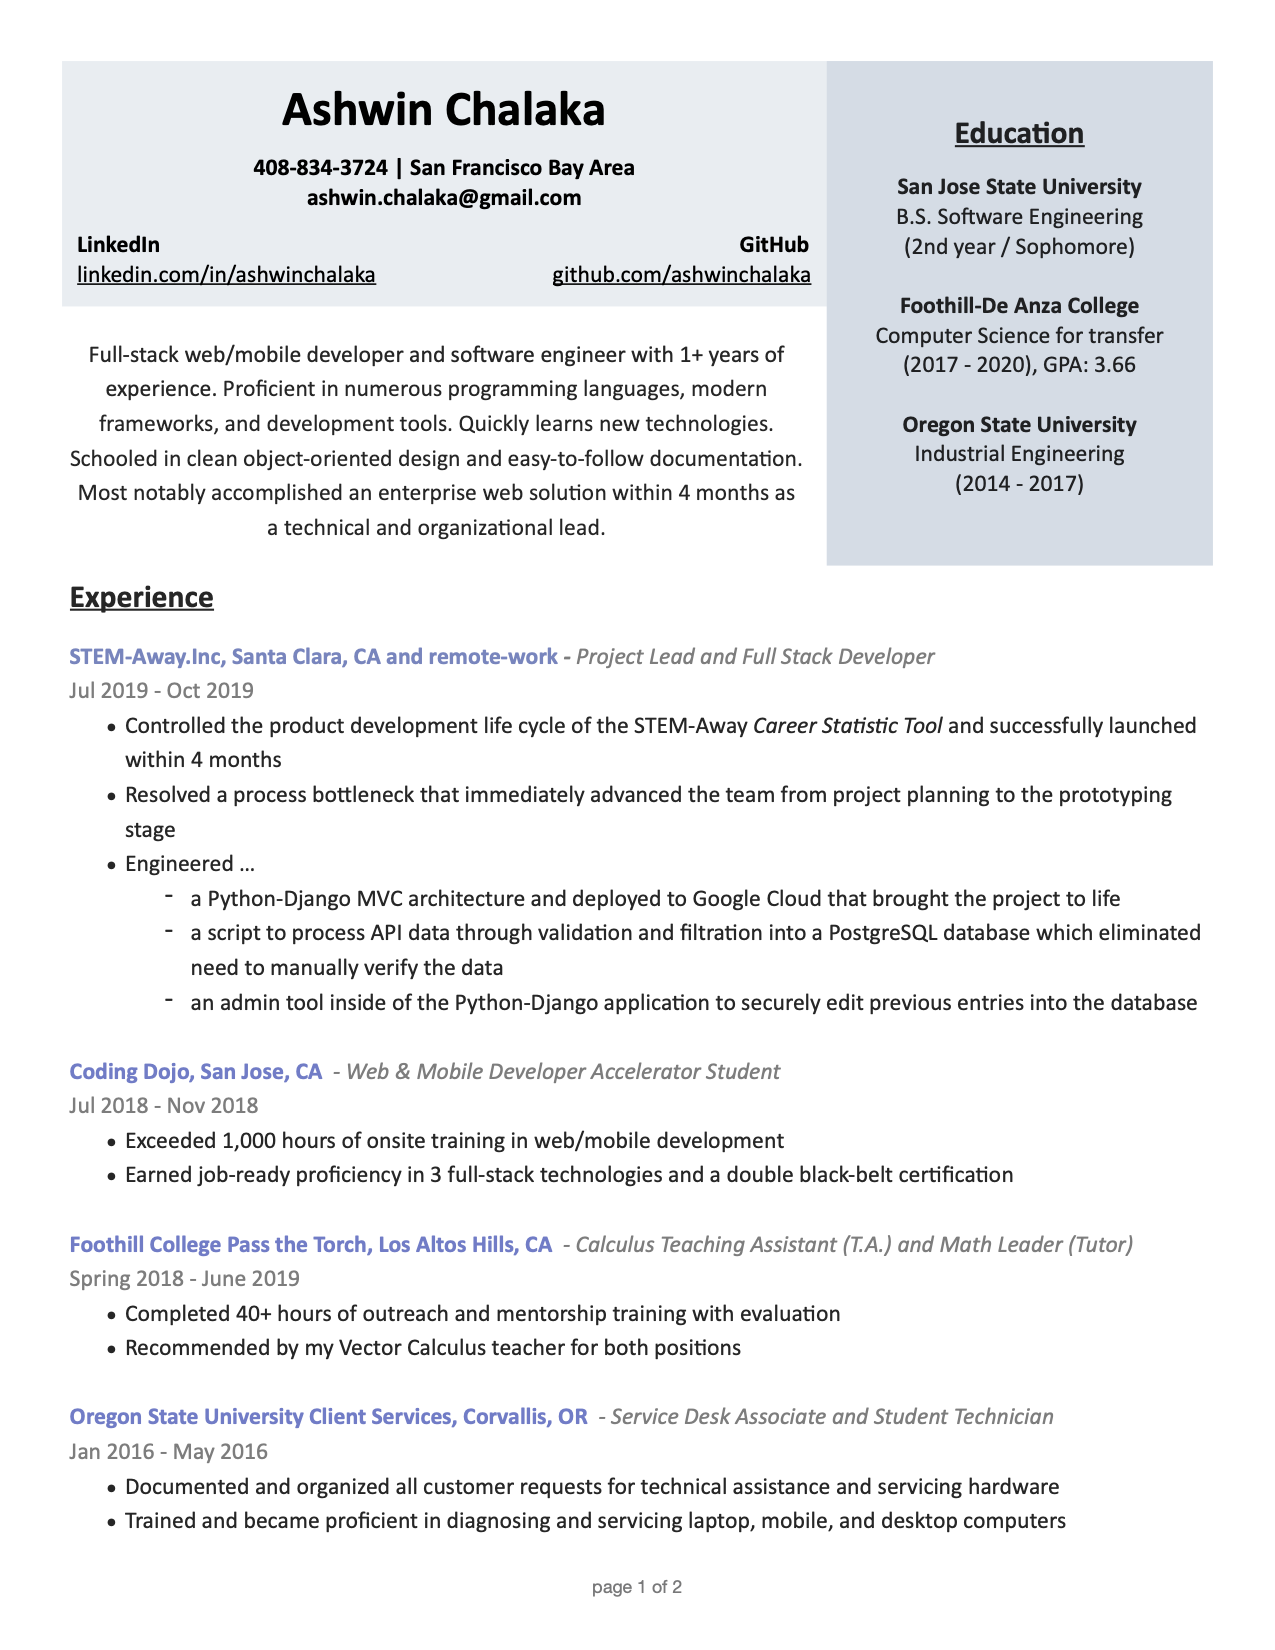 Ashwin Chalaka
408-834-3724 | San Francisco Bay Area
ashwin.chalaka@gmail.com
LinkedIn
linkedin.com/in/ashwinchalaka
GitHub
github.com/ashwinchalaka
Education
San Jose State University
B.S. Software Engineering
(2nd year / Sophomore)
Foothill-De Anza College
Computer Science for transfer
(2017 - 2020), GPA: 3.66
Oregon State University
Industrial Engineering
(2014 - 2017)
Full-stack web/mobile developer and software engineer with 1+ years of
experience. Proficient in numerous programming languages, modern
frameworks, and development tools. Quickly learns new technologies.
Schooled in clean object-oriented design and easy-to-follow documentation.
Most notably accomplished an enterprise web solution within 4 months as
a technical and organizational lead.
Experience
STEM-Away.Inc, Santa Clara, CA and remote-work - Project Lead and Full Stack Developer
Jul 2019 - Oct 2019
• Controlled the product development life cycle of the STEM-Away Career Statistic Tool and successfully launched
within 4 months
• Resolved a process bottleneck that immediately advanced the team from project planning to the prototyping
stage
• Engineered ...
- a Python-Django MVC architecture and deployed to Google Cloud that brought the project to life
- a script to process API data through validation and filtration into a PostgreSQL database which eliminated
need to manually verify the data
- an admin tool inside of the Python-Django application to securely edit previous entries into the database
Coding Dojo, San Jose, CA - Web & Mobile Developer Accelerator Student
Jul 2018 - Nov 2018
• Exceeded 1,000 hours of onsite training in web/mobile development
• Earned job-ready proficiency in 3 full-stack technologies and a double black-belt certification
Foothill College Pass the Torch, Los Altos Hills, CA - Calculus Teaching Assistant (T.A.) and Math Leader (Tutor)
Spring 2018 - June 2019
• Completed 40+ hours of outreach and mentorship training with evaluation
• Recommended by my Vector Calculus teacher for both positions
Oregon State University Client Services, Corvallis, OR - Service Desk Associate and Student Technician
Jan 2016 - May 2016
• Documented and organized all customer requests for technical assistance and servicing hardware
• Trained and became proficient in diagnosing and servicing laptop, mobile, and desktop computers
page 1 of 2